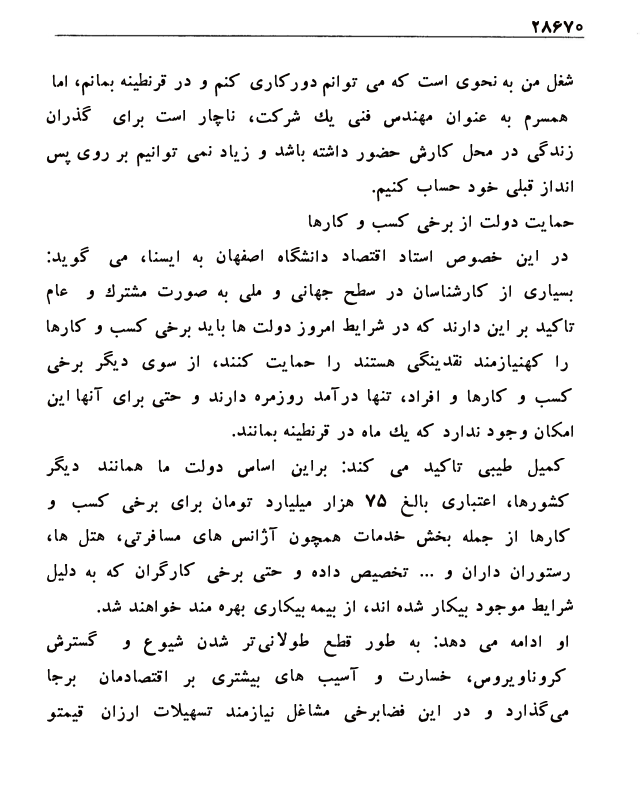 ۲۸۶۷۰
شغل من به نحوی است که می توانم دورکاری کنم و در قرنطینه بمانم، اما
همسرم به عنوان مهندس فنی یك شرکت، ناچار است برای گذران
زندگی در محل کارش حضور داشته باشد و زیاد نمی توانیم بر روی پس
انداز قبلی خود حساب کنیم.
حمایت دولت از برخی کسب و کارها
در این خصوص استاد اقتصاد دانشگاه اصفهان به ایسنا، می گوید:
بسیاری از کارشناسان در سطح جهانی و ملی به صورت مشترك و عام
تاکید بر این دارند که در شرایط امروز دولت ها باید برخی کسب و کارها
را کهنیازمند نقدینگی هستند را حمایت کنند، از سوی دیگر برخی
کسب و کارها و افراد، تنها درآمد روزمره دارند و حتی برای آنها این
امکان وجود ندارد که یك ماه در قرنطینه بمانند.
کمیل طیبی تاکید می کند: براین اساس دولت ما همانند دیگر
کشورها، اعتباری بالغ ۷۵ هزار میلیارد تومان برای برخی کسب و
کارها از جمله بخش خدمات همچون آژانس های مسافرتی، هتل ها،
رستوران داران و ... تخصیص داده و حتی برخی کارگران که به دلیل
شرایط موجود بیکار شده اند، از بیمه بیکاری بهره مند خواهند شد.
او ادامه می دهد: به طور قطع طولانی‌تر شدن شیوع و گسترش
کروناویروس، خسارت و آسیب های بیشتری بر اقتصادمان برجا
می‌گذارد و در این فضابرخی مشاغل نیازمند تسهیلات ارزان قیمتو